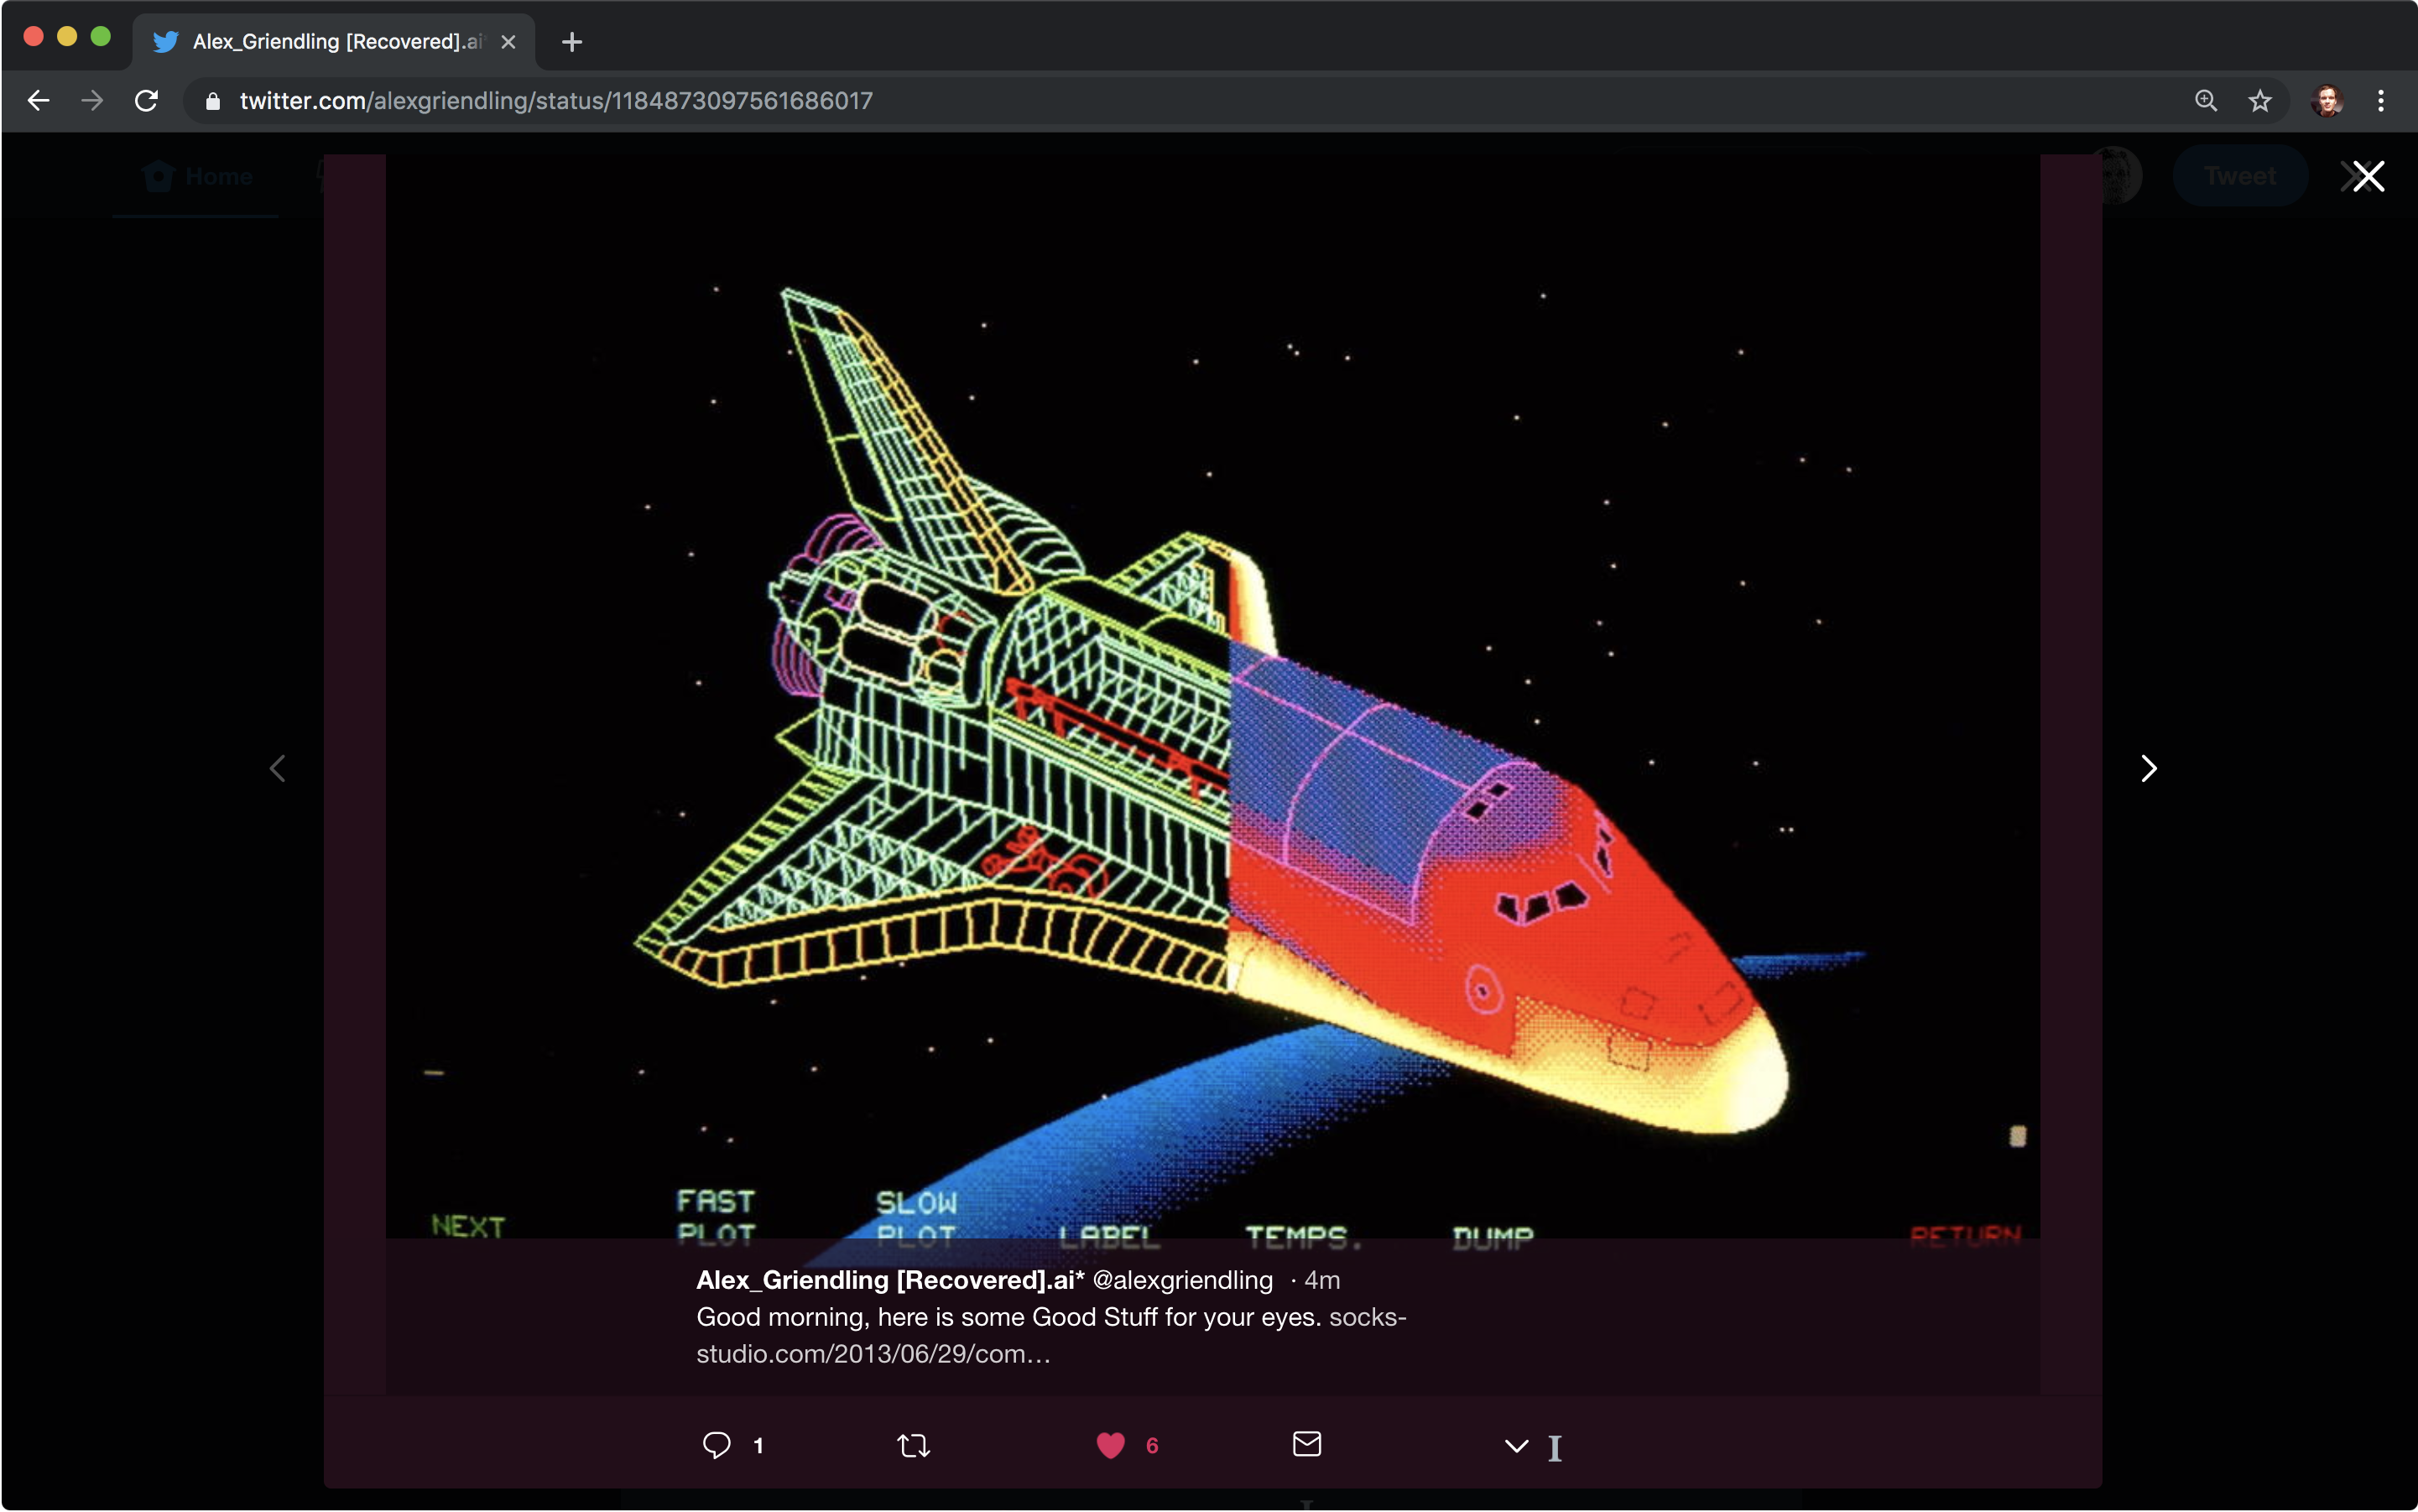 Alex_Griendling [Recovered].ai
twitter.com/alexgriendling/status/1184873097561686017
Home
Tweet
FAST SLOW
NEXT PLOT PLOT LABEL TEMPS. DUMP RETURN
Alex_Griendling [Recovered].ai* @alexgriendling · 4m
Good morning, here is some Good Stuff for your eyes. socks-
studio.com/2013/06/29/com…
1 6